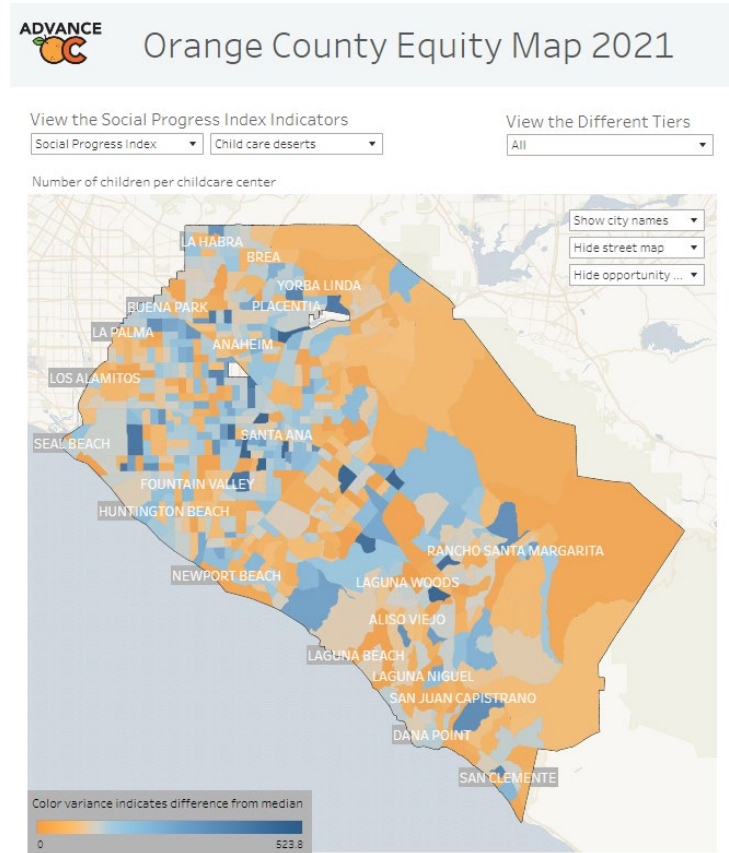 ADVANCE
OC
Orange County Equity Map 2021
View the Social Progress Index Indicators
View the Different Tiers
Social Progress Index
Child care deserts
All
Number of children per childcare center
Show city names
Hide street map
Hide opportunity ...
LA HABRA
BREA
YORBA LINDA
BUENA PARK
PLACENTIA
LA PALMA
ANAHEIM
LOS ALAMITOS
SANTA ANA
SEAL BEACH
FOUNTAIN VALLEY
HUNTINGTON BEACH
RANCHO SANTA MARGARITA
NEWPORT BEACH
LAGUNA WOODS
ALISO VIEJO
LAGUNA BEACH
LAGUNA NIGUEL
SAN JUAN CAPISTRANO
DANA POINT
SAN CLEMENTE
Color variance indicates difference from median
0
523.8